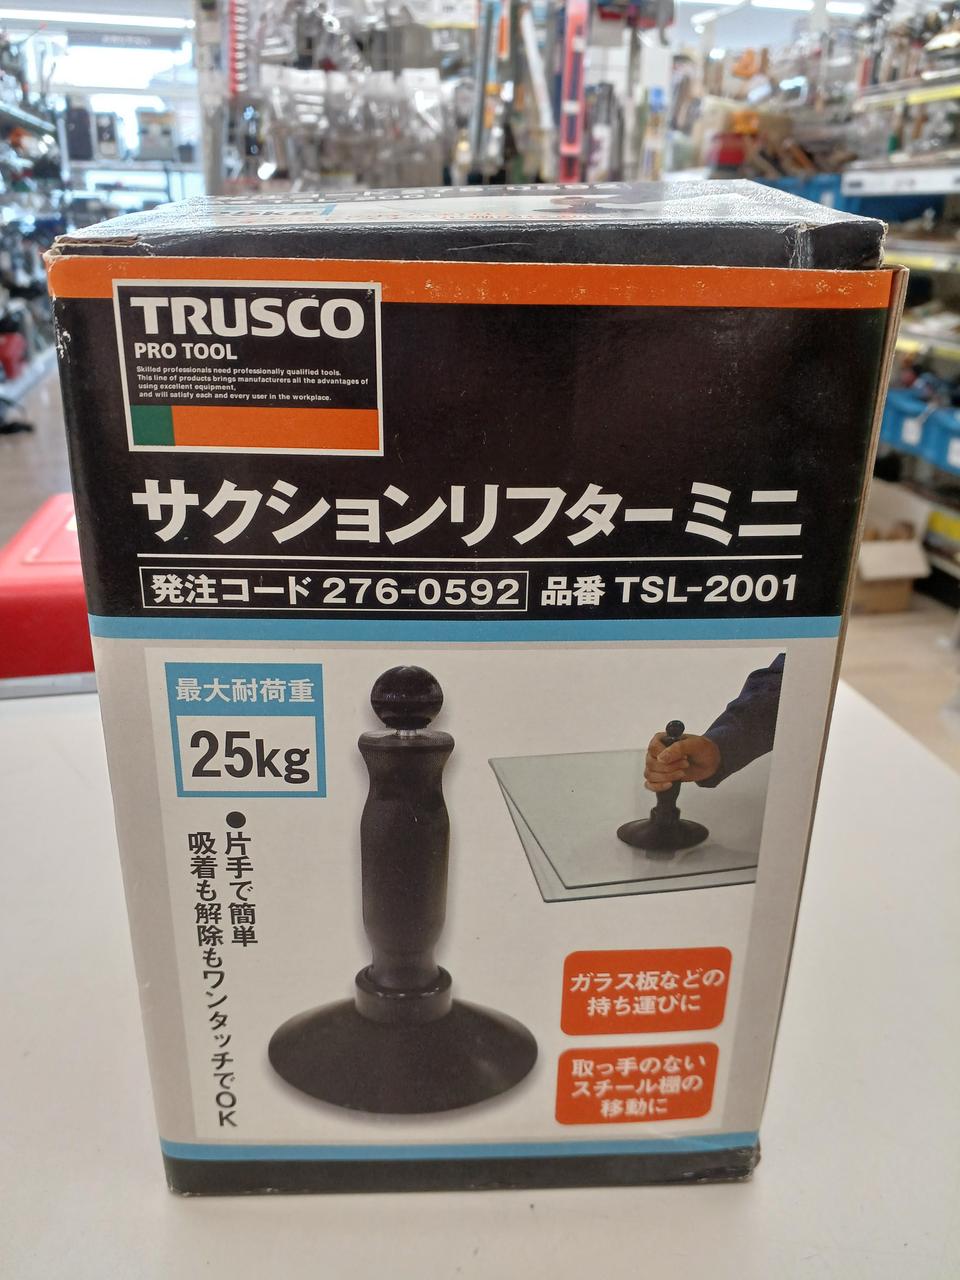 TRUSCO
PRO TOOL
Skilled professionals need professionally qualified tools.
This line of products brings manufacturers all the advantages of
using excellent equipment,
and will satisfy each and every user in the workplace.
サクションリフターミニ
発注コード 276-0592 品番 TSL-2001
最大耐荷重
25kg
●片手で簡単
吸着も解除もワンタッチでOK
ガラス板などの
持ち運びに
取っ手のない
スチール棚の
移動に